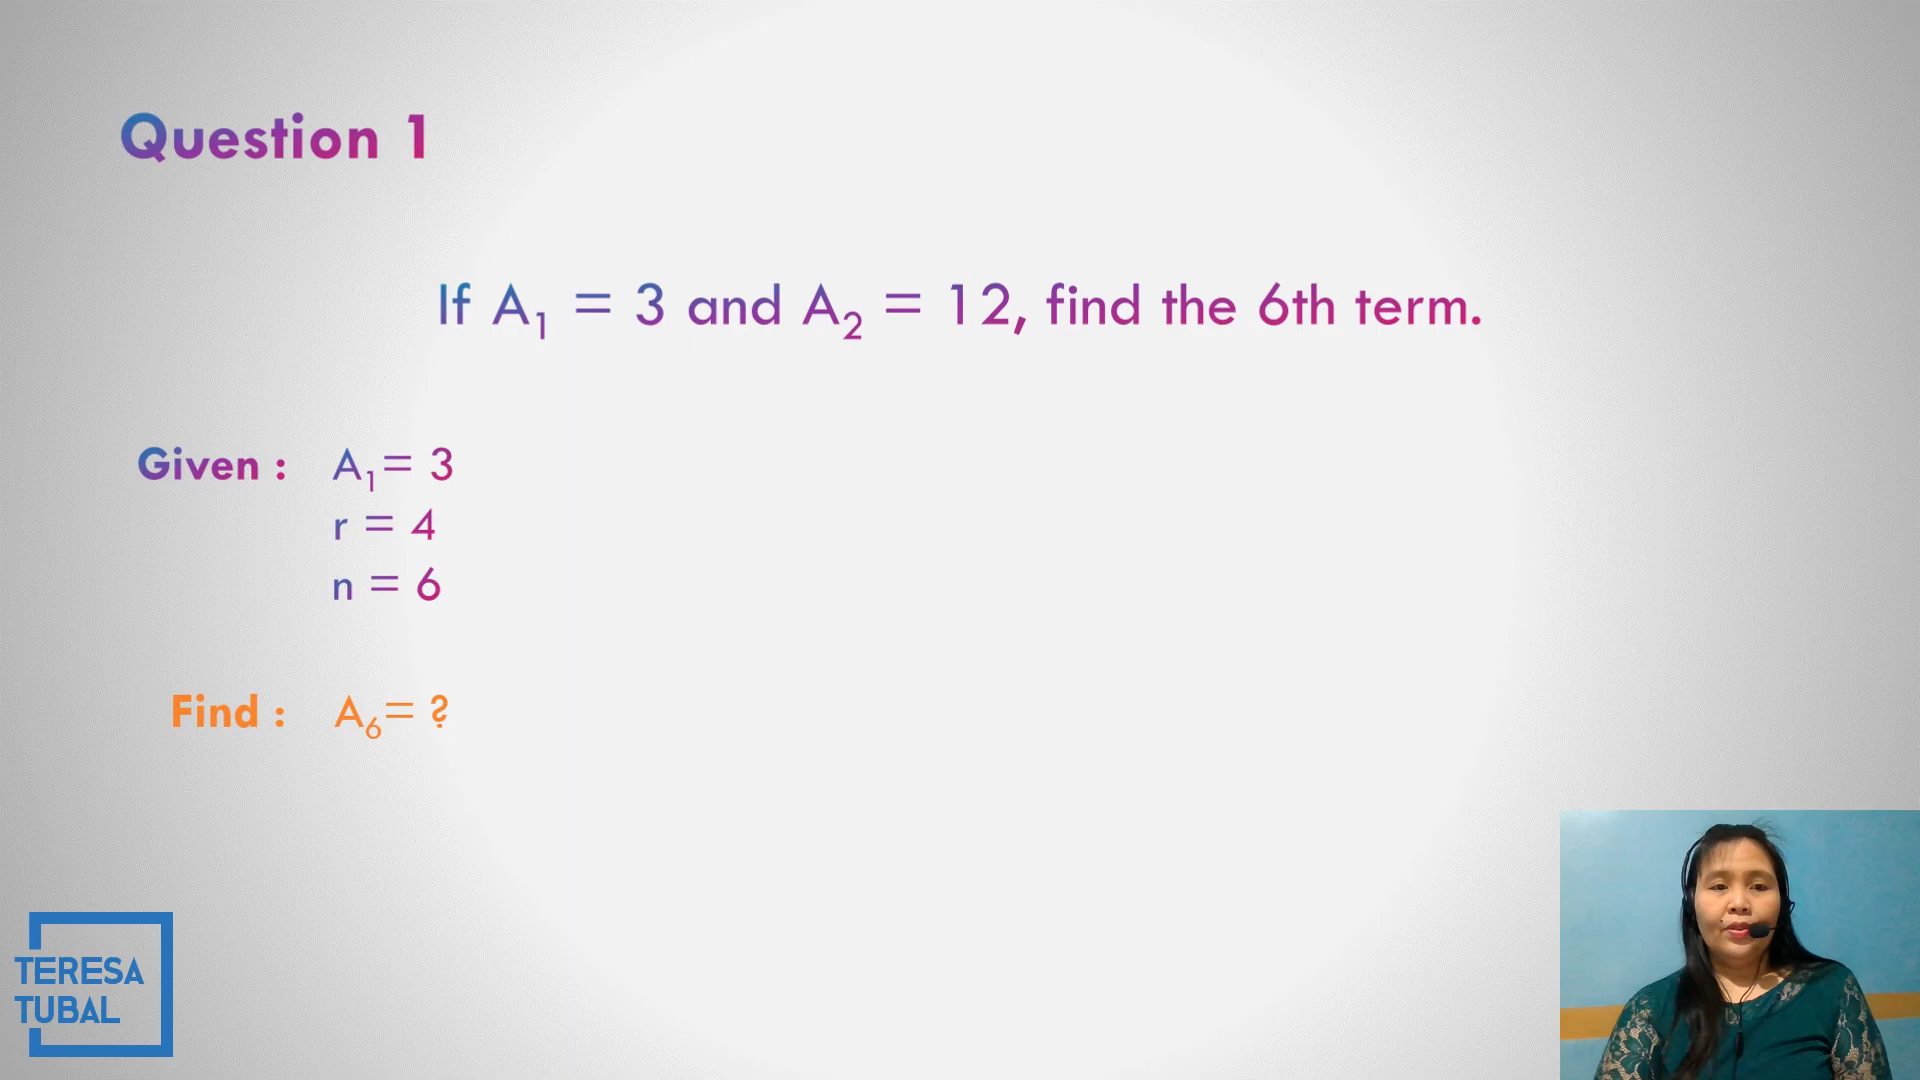 Question 1
If A₁ = 3 and A₂ = 12, find the 6th term.
Given : A₁= 3
r = 4
n = 6
Find : A₆= ?
TERESA
TUBAL